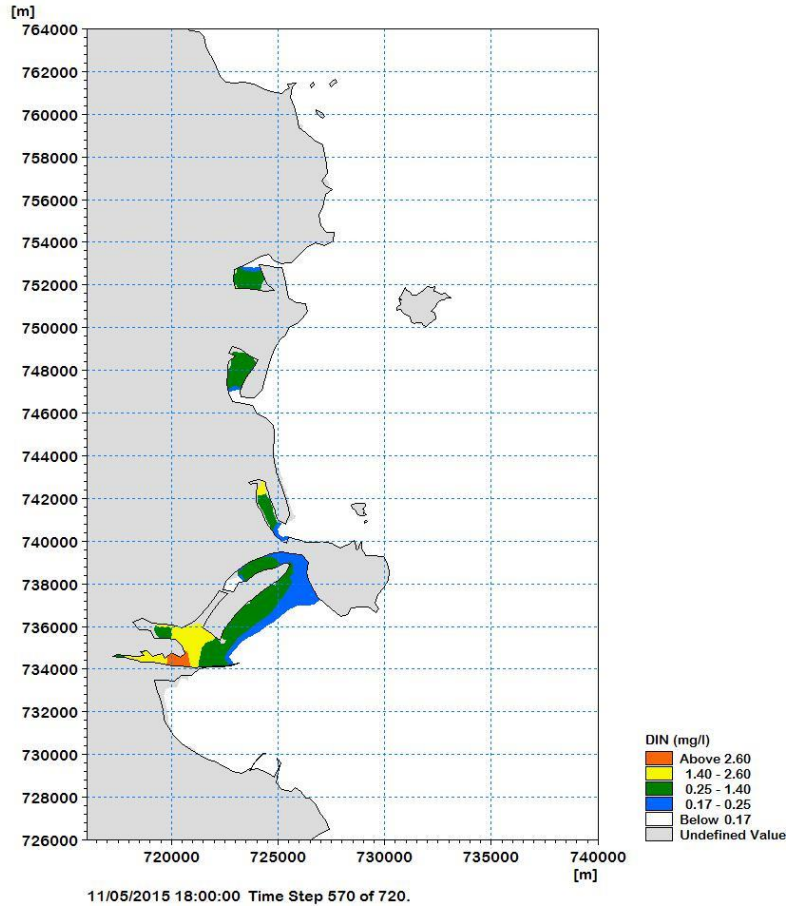 [m]
764000
762000
760000
758000
756000
754000
752000
750000
748000
746000
744000
742000
740000
738000
736000
734000
732000
730000
728000
726000
720000 725000 730000 735000 740000
[m]
DIN (mg/l)
Above 2.60
1.40 - 2.60
0.25 - 1.40
0.17 - 0.25
Below 0.17
Undefined Value
11/05/2015 18:00:00 Time Step 570 of 720.